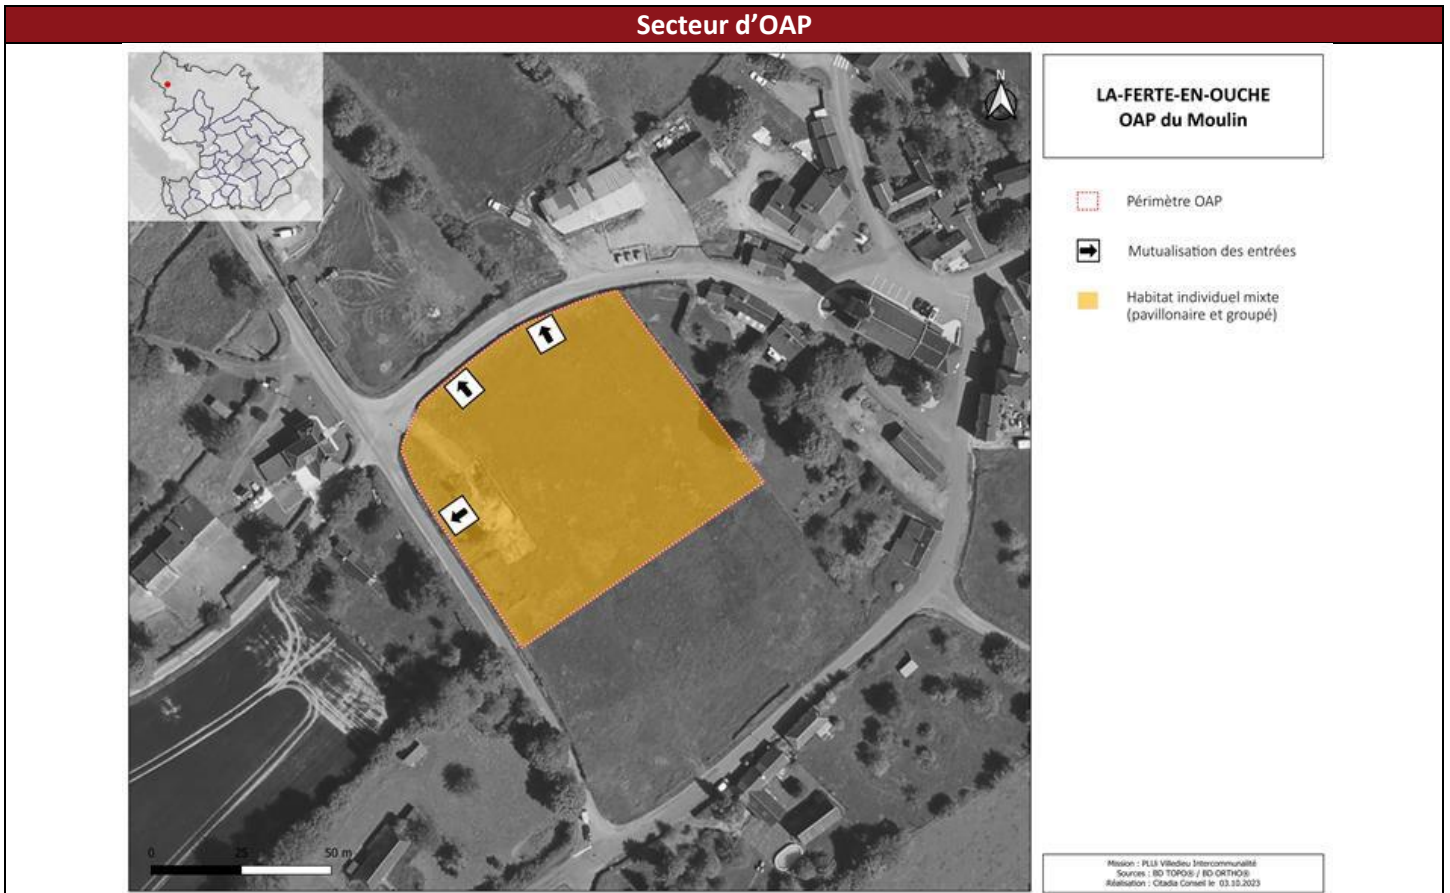 Secteur d’OAP
LA-FERTE-EN-OUCHE
OAP du Moulin
N
Périmètre OAP
Mutualisation des entrées
Habitat individuel mixte
(pavillonaire et groupé)
0 25 50 m
Mission : PLUi Villedieu Intercommunalité
Sources : BD TOPO® / BD ORTHO®
Réalisation : Citadia Conseil le 03.10.2023